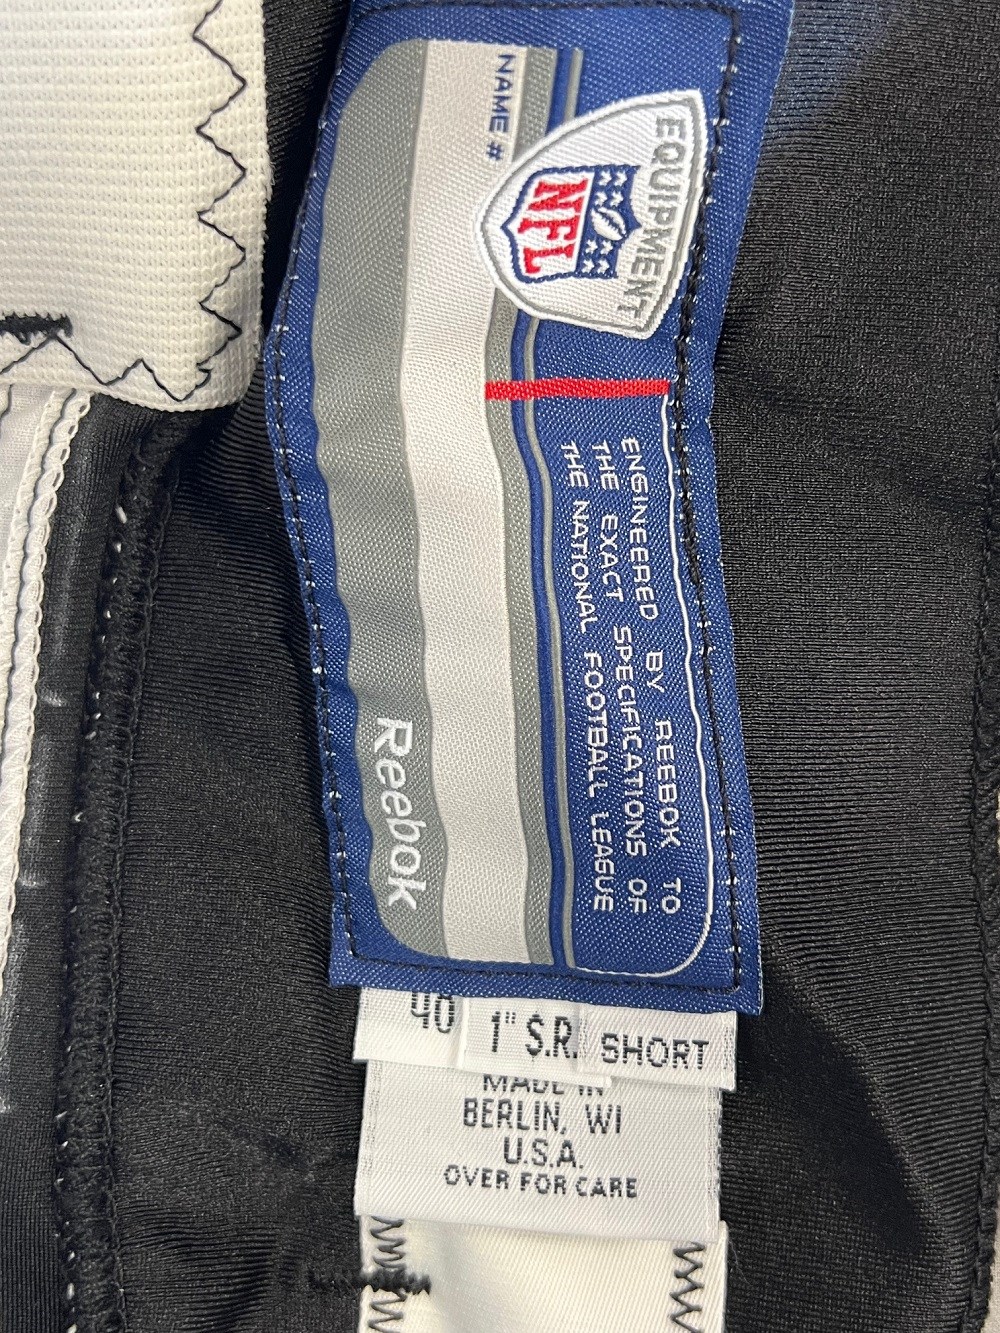 NAME #
EQUIPMENT
NFL
ENGINEERED BY REEBOK TO
THE EXACT SPECIFICATIONS OF
THE NATIONAL FOOTBALL LEAGUE
Reebok
40
1" S.R.
SHORT
MADE IN
BERLIN, WI
U.S.A.
OVER FOR CARE